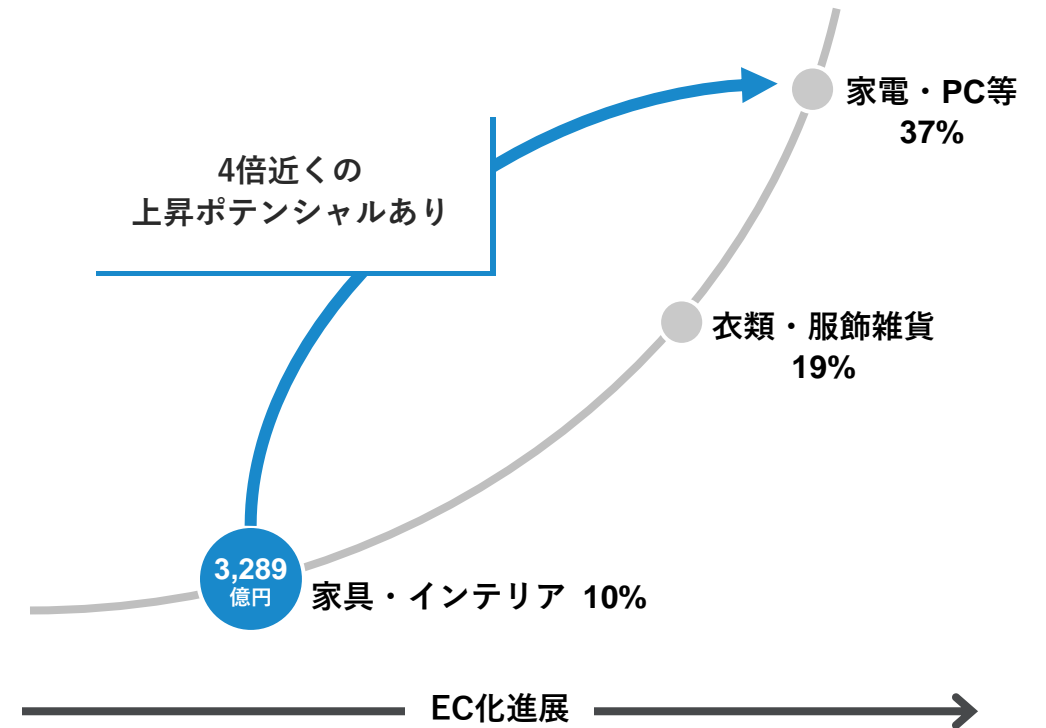 家電・PC等
37%
4倍近くの
上昇ポテンシャルあり
衣類・服飾雑貨
19%
3,289
億円
家具・インテリア 10%
EC化進展